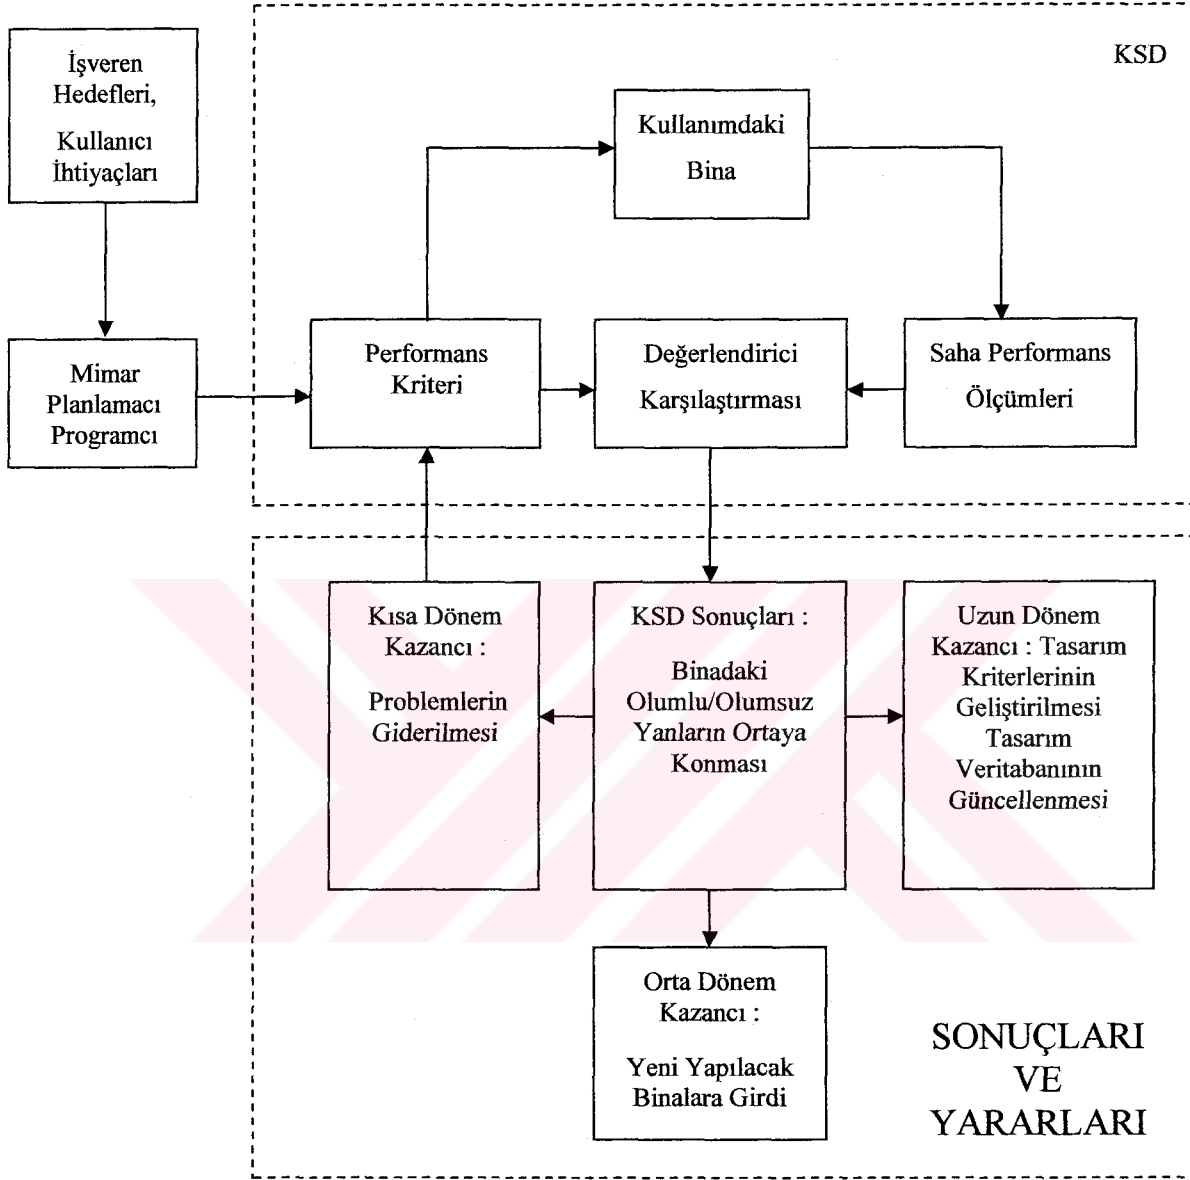 İşveren
Hedefleri,
Kullanıcı
İhtiyaçları
KSD
Kullanımdaki
Bina
Mimar
Planlamacı
Programcı
Performans
Kriteri
Değerlendirici
Karşılaştırması
Saha Performans
Ölçümleri
Kısa Dönem
Kazancı :
Problemlerin
Giderilmesi
KSD Sonuçları :
Binadaki
Olumlu/Olumsuz
Yanların Ortaya
Konması
Uzun Dönem
Kazancı : Tasarım
Kriterlerinin
Geliştirilmesi
Tasarım
Veritabanının
Güncellenmesi
Orta Dönem
Kazancı :
Yeni Yapılacak
Binalara Girdi
SONUÇLARI
VE
YARARLARI